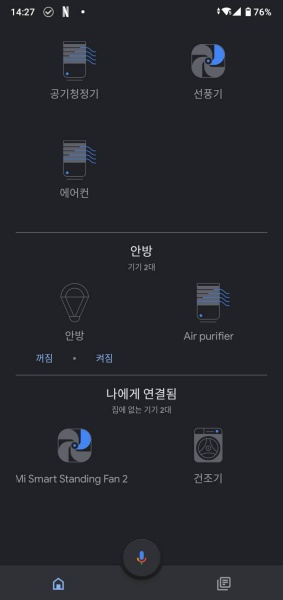 14:27 N 76%
공기청정기 선풍기
에어컨
안방
기기 2대
안방 Air purifier
꺼짐 • 켜짐
나에게 연결됨
집에 없는 기기 2대
Mi Smart Standing Fan 2 건조기